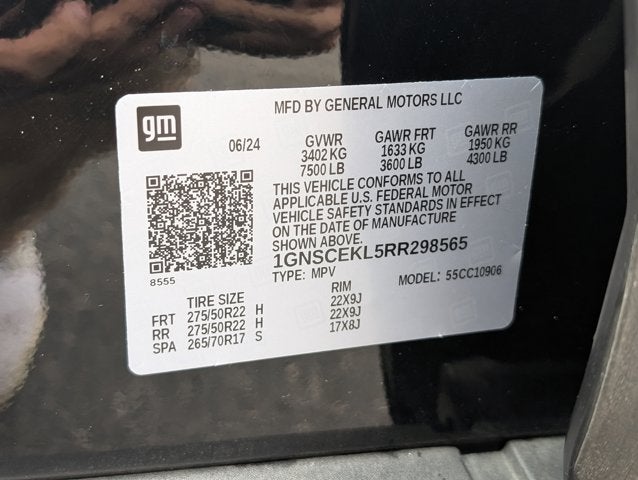 MFD BY GENERAL MOTORS LLC
gm
06/24 GVWR GAWR FRT GAWR RR
3402 KG 1633 KG 1950 KG
7500 LB 3600 LB 4300 LB
THIS VEHICLE CONFORMS TO ALL
APPLICABLE U.S. FEDERAL MOTOR
VEHICLE SAFETY STANDARDS IN EFFECT
ON THE DATE OF MANUFACTURE
SHOWN ABOVE.
1GNSCEKL5RR298565
8555 TYPE: MPV MODEL: 55CC10906
TIRE SIZE RIM
FRT 275/50R22 H 22X9J
RR 275/50R22 H 22X9J
SPA 265/70R17 S 17X8J